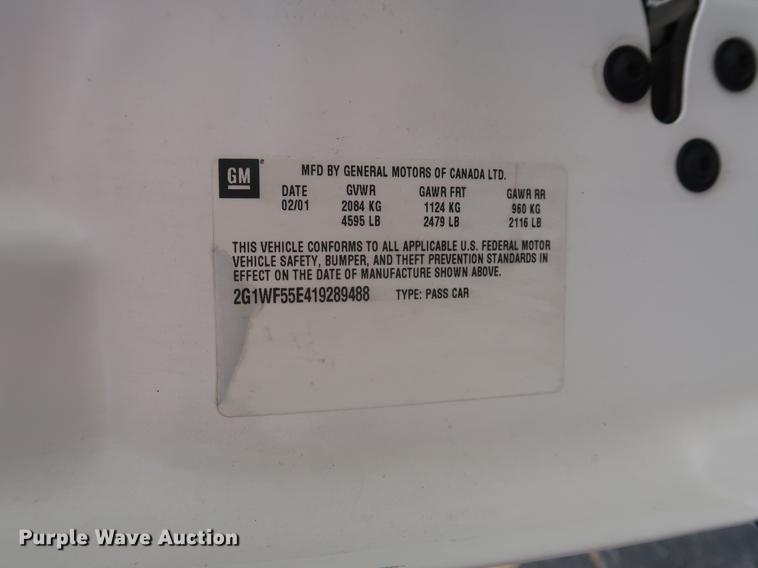 GM
MFD BY GENERAL MOTORS OF CANADA LTD.
DATE GVWR GAWR FRT GAWR RR
02/01 2084 KG 1124 KG 960 KG
4595 LB 2479 LB 2116 LB
THIS VEHICLE CONFORMS TO ALL APPLICABLE U.S. FEDERAL MOTOR
VEHICLE SAFETY, BUMPER, AND THEFT PREVENTION STANDARDS IN
EFFECT ON THE DATE OF MANUFACTURE SHOWN ABOVE.
2G1WF55E419289488 TYPE: PASS CAR
Purple Wave Auction